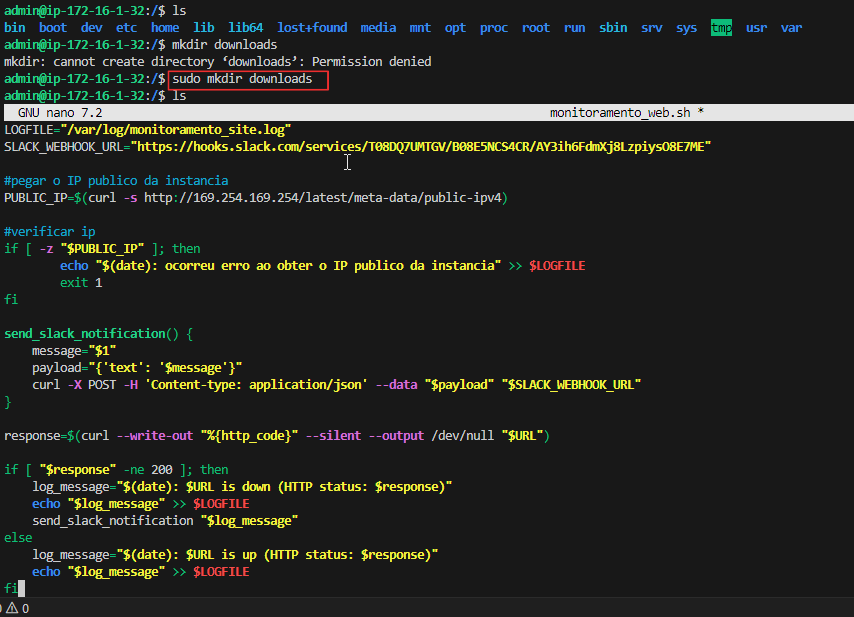 admin@ip-172-16-1-32:/$ ls
bin boot dev etc home lib lib64 lost+found media mnt opt proc root run sbin srv sys tmp usr var
admin@ip-172-16-1-32:/$ mkdir downloads
mkdir: cannot create directory ‘downloads’: Permission denied
admin@ip-172-16-1-32:/$ sudo mkdir downloads
admin@ip-172-16-1-32:/$ ls
GNU nano 7.2 monitoramento_web.sh *
LOGFILE="/var/log/monitoramento_site.log"
SLACK_WEBHOOK_URL="https://hooks.slack.com/services/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"
#pegar o IP publico da instancia
PUBLIC_IP=$(curl -s http://169.254.169.254/latest/meta-data/public-ipv4)
#verificar ip
if [ -z "$PUBLIC_IP" ]; then
echo "$(date): ocorreu erro ao obter o IP publico da instancia" >> $LOGFILE
exit 1
fi
send_slack_notification() {
message="$1"
payload="{'text': '$message'}"
curl -X POST -H 'Content-type: application/json' --data "$payload" "$SLACK_WEBHOOK_URL"
}
response=$(curl --write-out "%{http_code}" --silent --output /dev/null "$URL")
if [ "$response" -ne 200 ]; then
log_message="$(date): $URL is down (HTTP status: $response)"
echo "$log_message" >> $LOGFILE
send_slack_notification "$log_message"
else
log_message="$(date): $URL is up (HTTP status: $response)"
echo "$log_message" >> $LOGFILE
fi
0